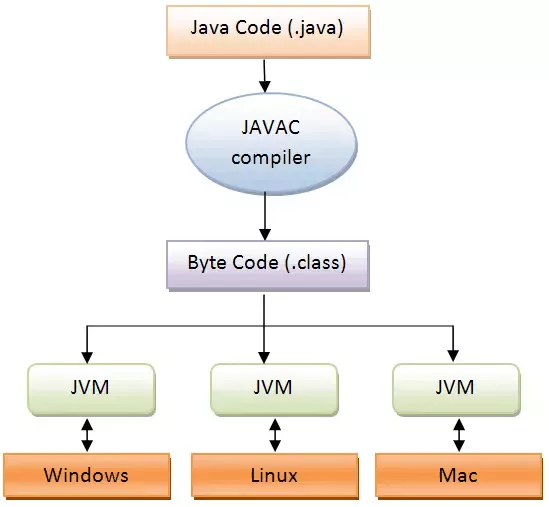 Java Code (.java)
JAVAC
compiler
Byte Code (.class)
JVM
JVM
JVM
Windows
Linux
Mac